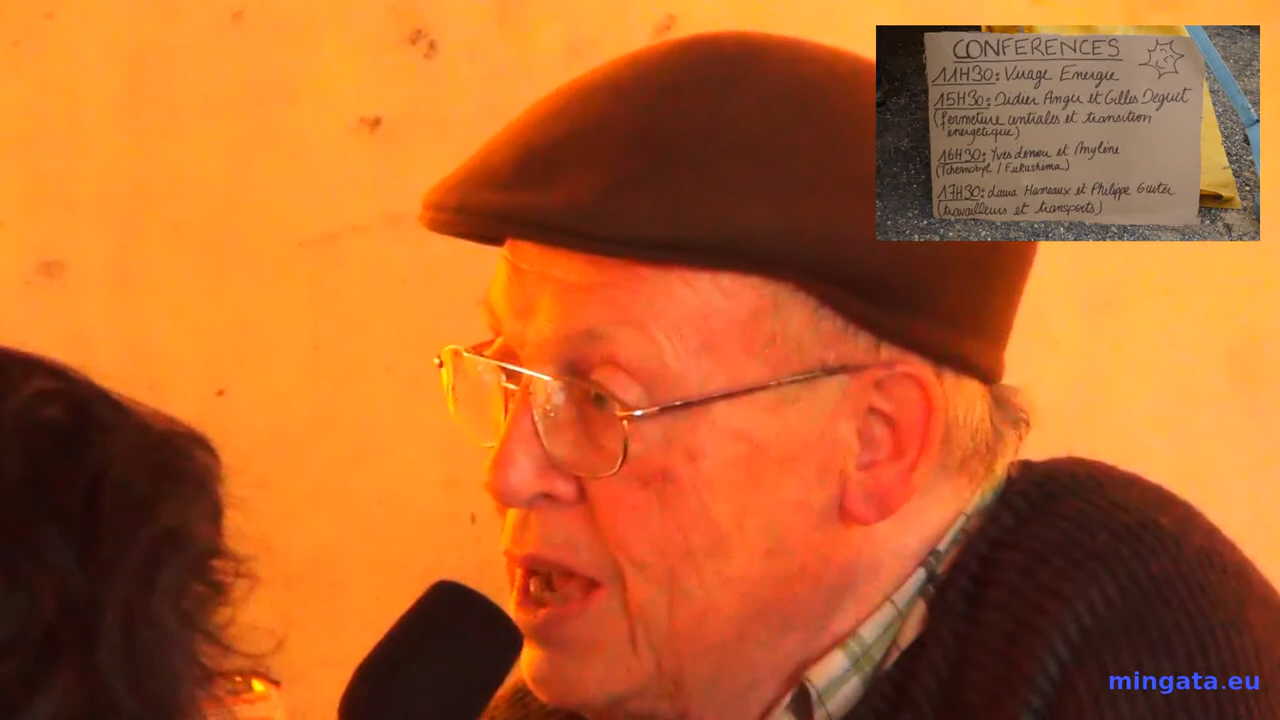 CONFERENCES
11H30: Virage Energie
15H30: Didier Anger et Gilles Deguet
(fermeture centrales et transition
énergétique)
16H30: Yves Lenoir et Mylène
(Tchernobyl / Fukushima)
17H30: Laura Hameaux et Philippe Guiter
(travailleurs et transports)
mingata.eu